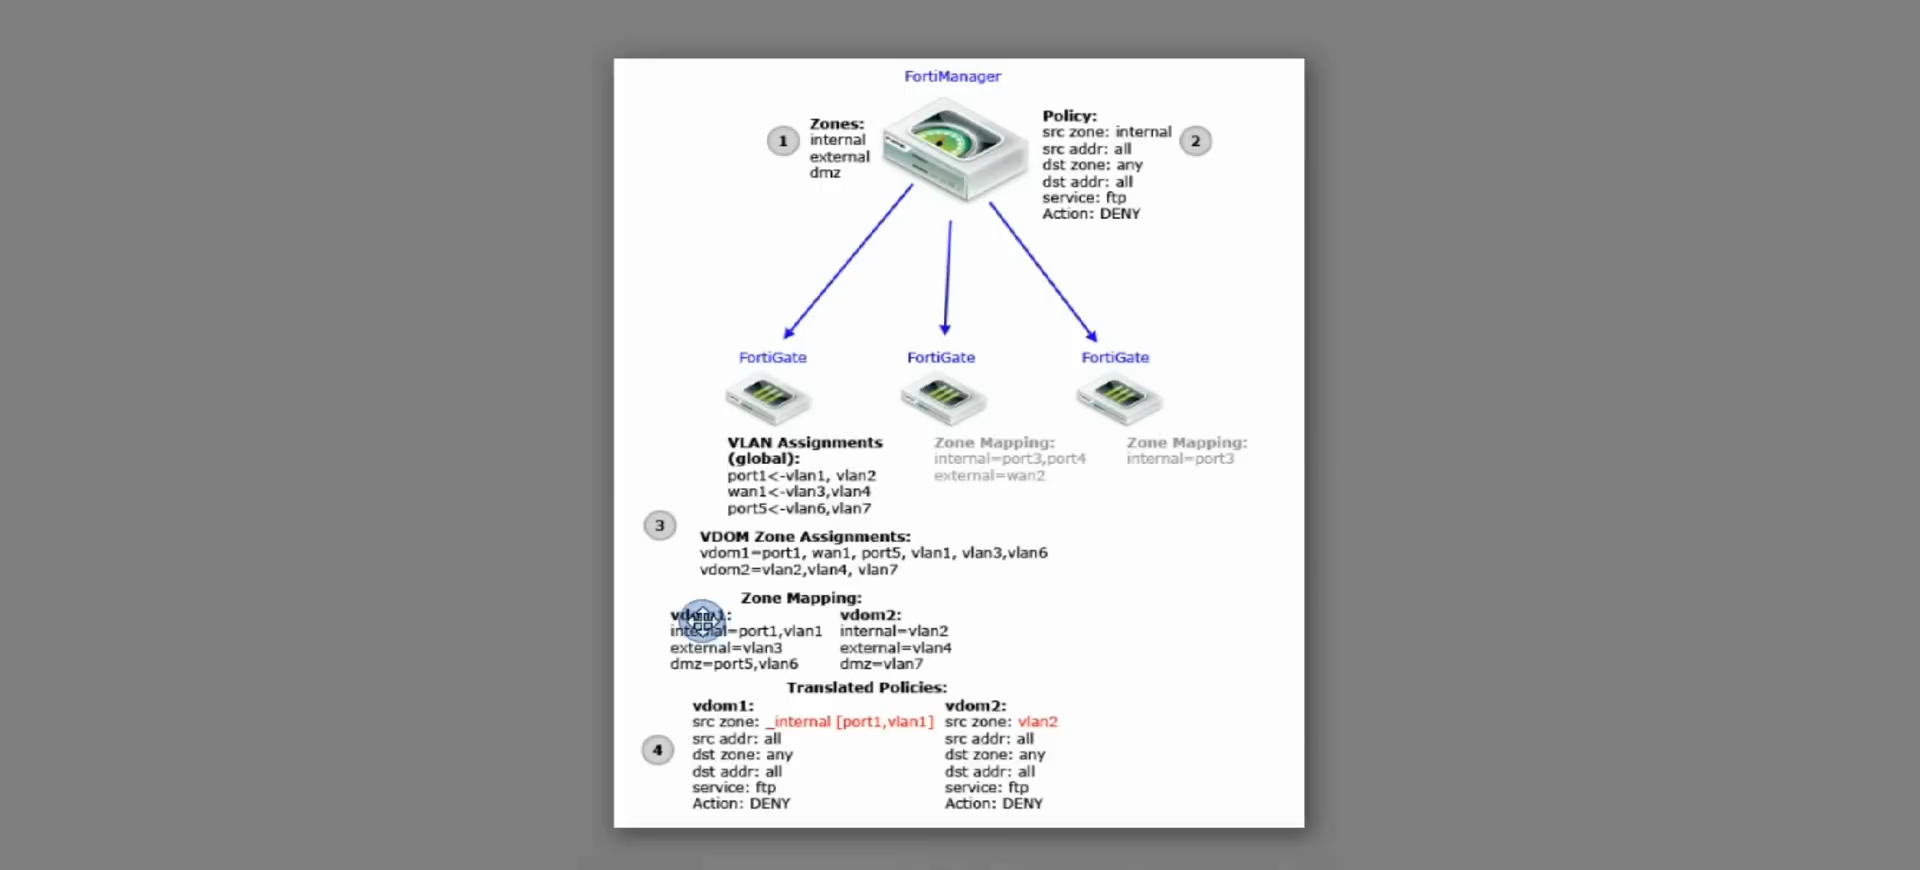 FortiManager
1
Zones:
internal
external
dmz
Policy:
src zone: internal
src addr: all
dst zone: any
dst addr: all
service: ftp
Action: DENY
2
FortiGate
FortiGate
FortiGate
VLAN Assignments
(global):
port1<-vlan1, vlan2
wan1<-vlan3,vlan4
port5<-vlan6,vlan7
Zone Mapping:
internal=port3,port4
external=wan2
Zone Mapping:
internal=port3
3
VDOM Zone Assignments:
vdom1=port1, wan1, port5, vlan1, vlan3,vlan6
vdom2=vlan2,vlan4, vlan7
Zone Mapping:
vdom1:
internal=port1,vlan1
external=vlan3
dmz=port5,vlan6
vdom2:
internal=vlan2
external=vlan4
dmz=vlan7
Translated Policies:
4
vdom1:
src zone: _internal [port1,vlan1]
src addr: all
dst zone: any
dst addr: all
service: ftp
Action: DENY
vdom2:
src zone: vlan2
src addr: all
dst zone: any
dst addr: all
service: ftp
Action: DENY